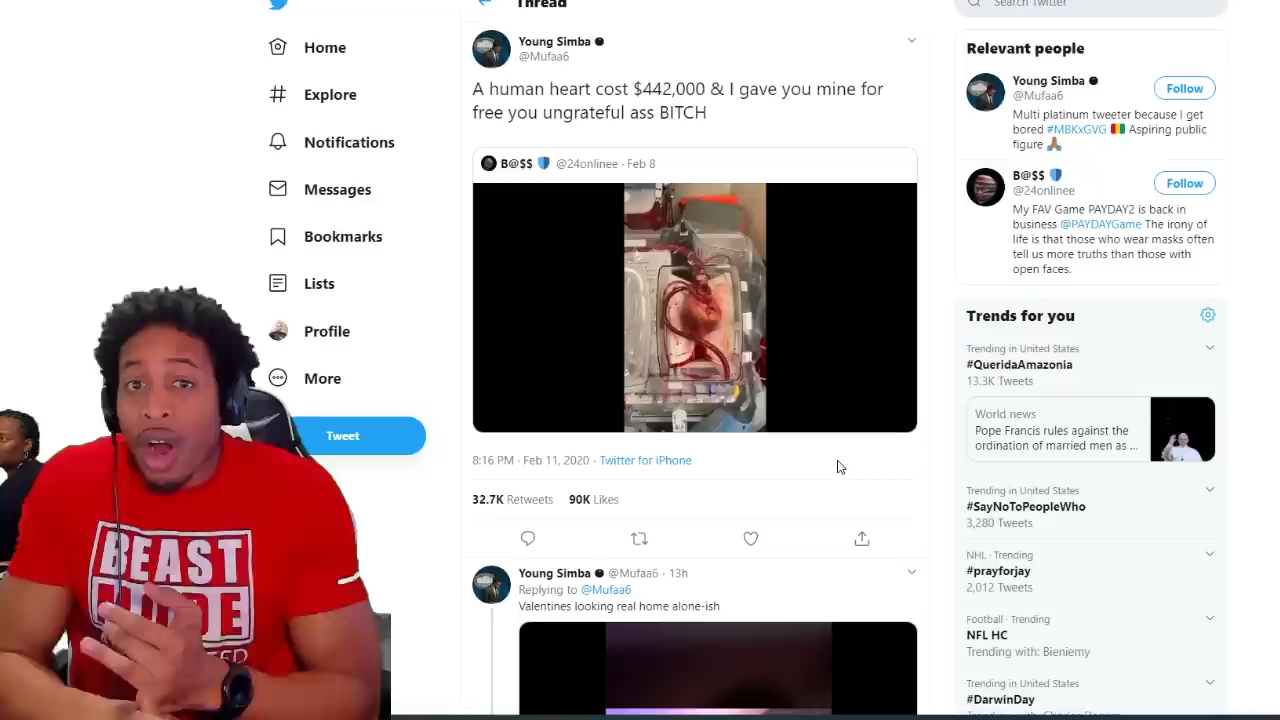 Thread
Search Twitter
Home
Explore
Notifications
Messages
Bookmarks
Lists
Profile
More
Tweet
Young Simba
@Mufaa6
A human heart cost $442,000 & I gave you mine for
free you ungrateful ass BITCH
B@$$ @24onlinee · Feb 8
8:16 PM · Feb 11, 2020 · Twitter for iPhone
32.7K Retweets 90K Likes
Young Simba @Mufaa6 · 13h
Replying to @Mufaa6
Valentines looking real home alone-ish
Relevant people
Young Simba
@Mufaa6
Follow
Multi platinum tweeter because I get
bored #MBKxGVG Aspiring public
figure
B@$$
@24onlinee
Follow
My FAV Game PAYDAY2 is back in
business @PAYDAYGame The irony of
life is that those who wear masks often
tell us more truths than those with
open faces.
Trends for you
Trending in United States
#QueridaAmazonia
13.3K Tweets
World news
Pope Francis rules against the
ordination of married men as ...
Trending in United States
#SayNoToPeopleWho
3,280 Tweets
NHL · Trending
#prayforjay
2,012 Tweets
Football · Trending
NFL HC
Trending with: Bieniemy
Trending in United States
#DarwinDay
BEAST